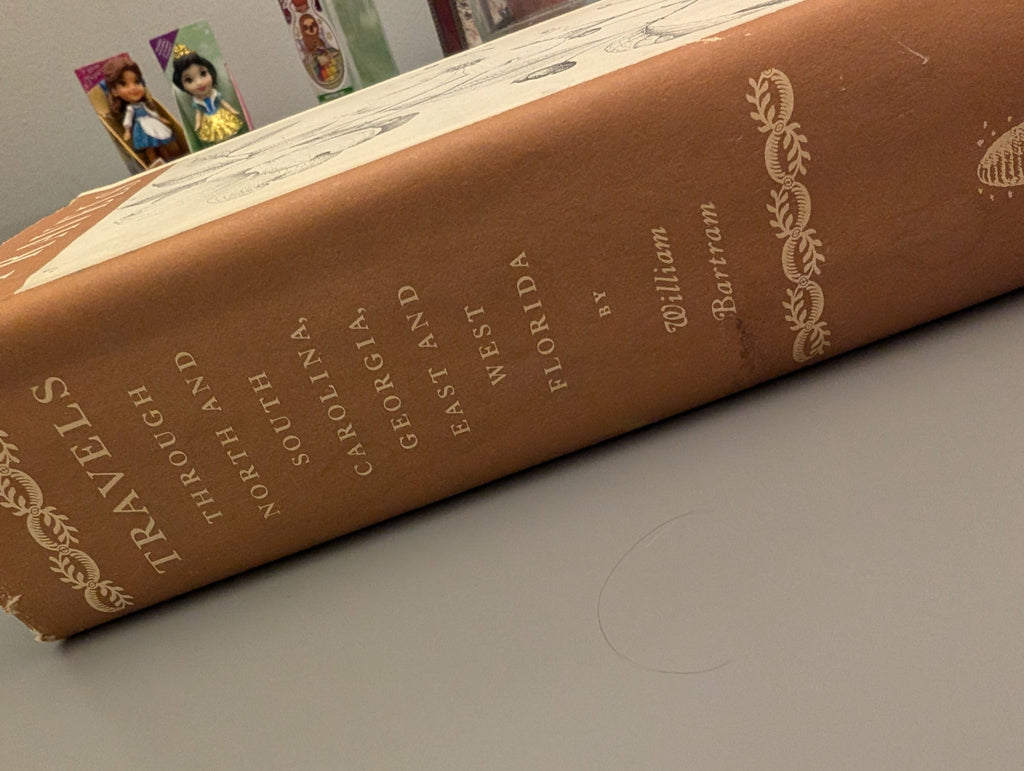 TRAVELS
THROUGH
NORTH AND
SOUTH
CAROLINA,
GEORGIA,
EAST AND
WEST
FLORIDA
BY
William
Bartram